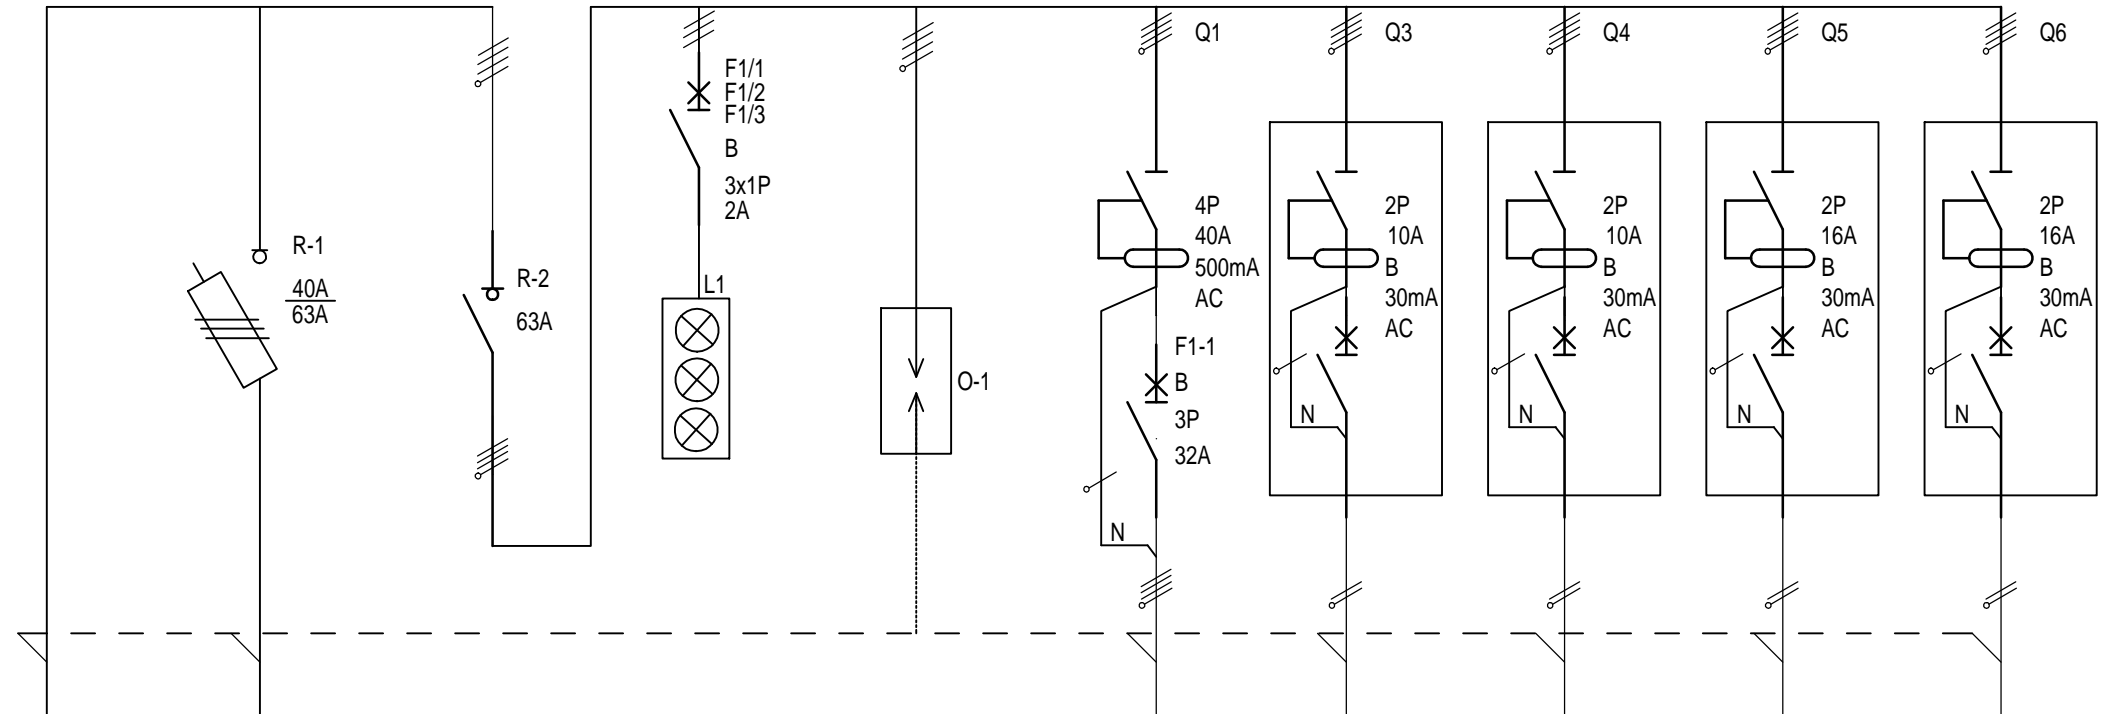 R-1
40A
63A
R-2
63A
F1/1
F1/2
F1/3
B
3x1P
2A
L1
O-1
Q1
4P
40A
500mA
AC
F1-1
B
3P
32A
N
Q3
2P
10A
B
30mA
AC
N
Q4
2P
10A
B
30mA
AC
N
Q5
2P
16A
B
30mA
AC
N
Q6
2P
16A
B
30mA
AC
N